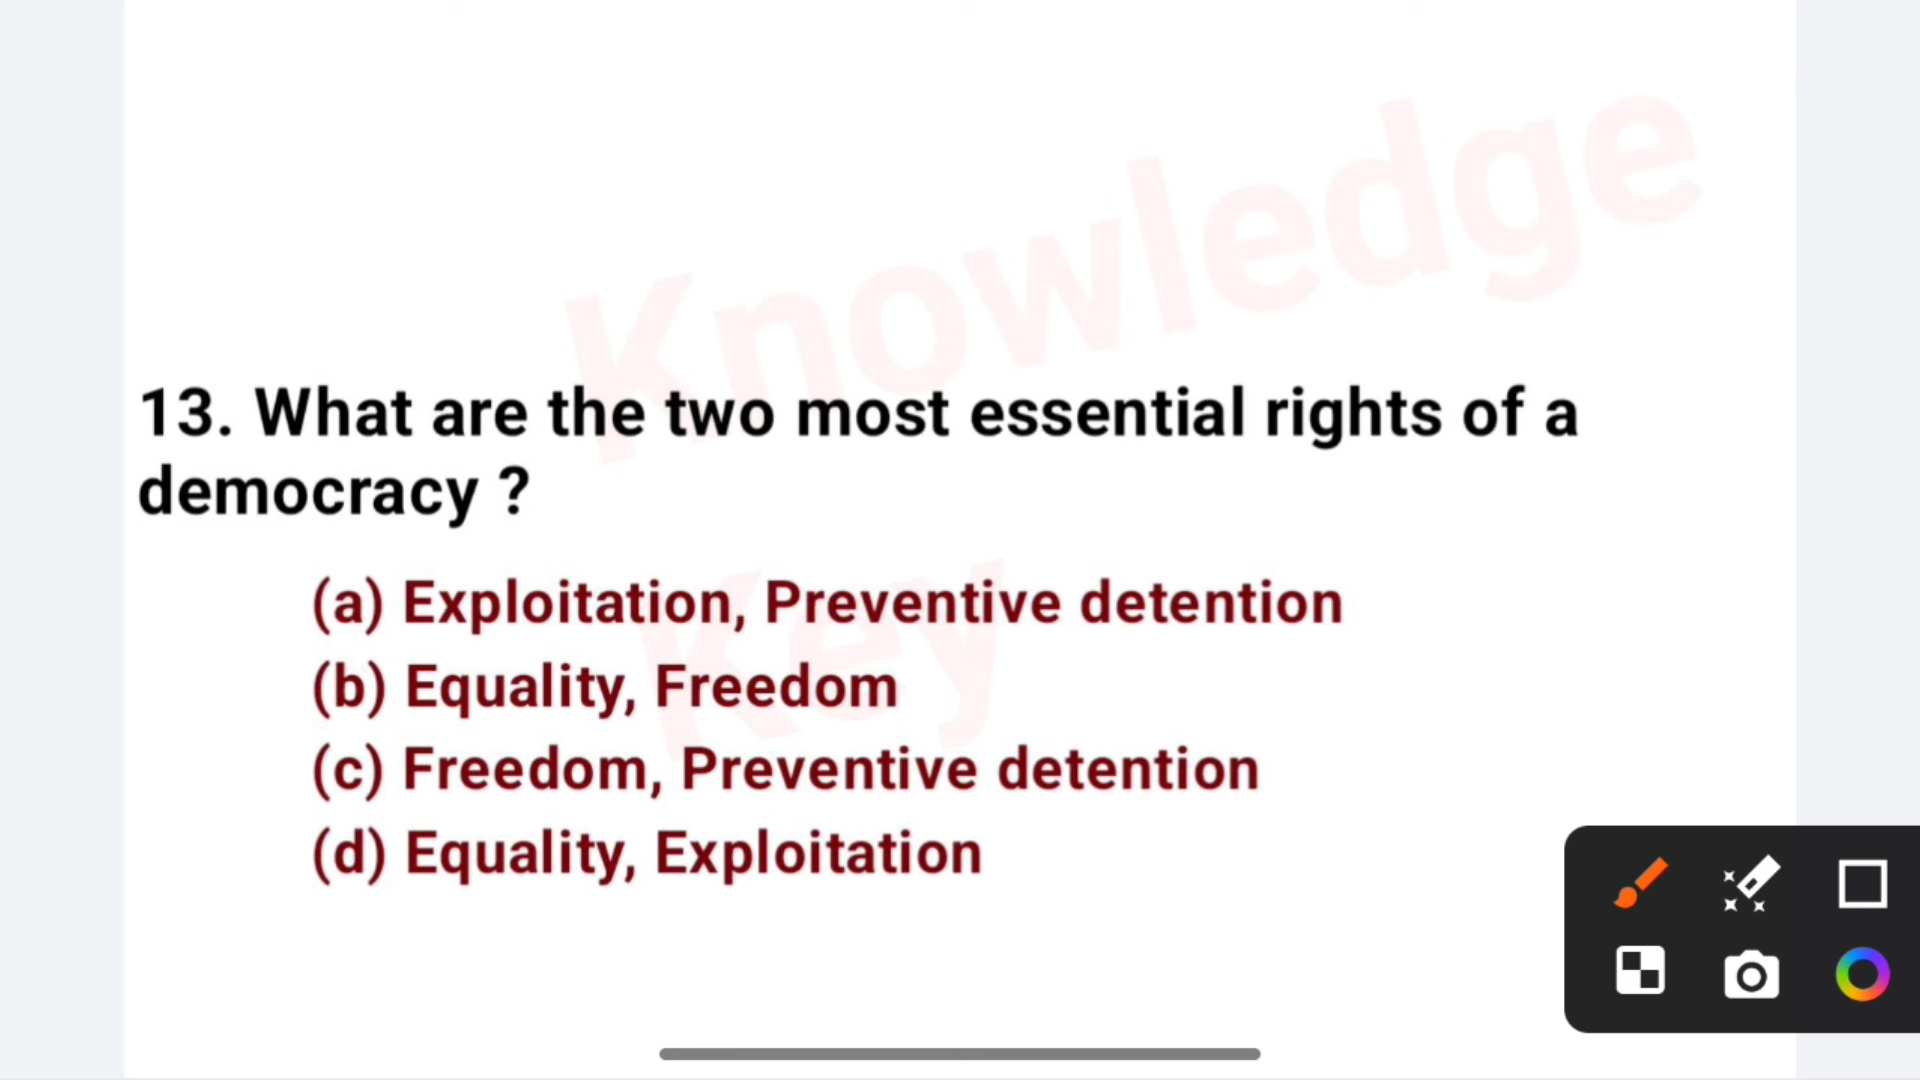 Knowledge
13. What are the two most essential rights of a
democracy ?
Key
(a) Exploitation, Preventive detention
(b) Equality, Freedom
(c) Freedom, Preventive detention
(d) Equality, Exploitation